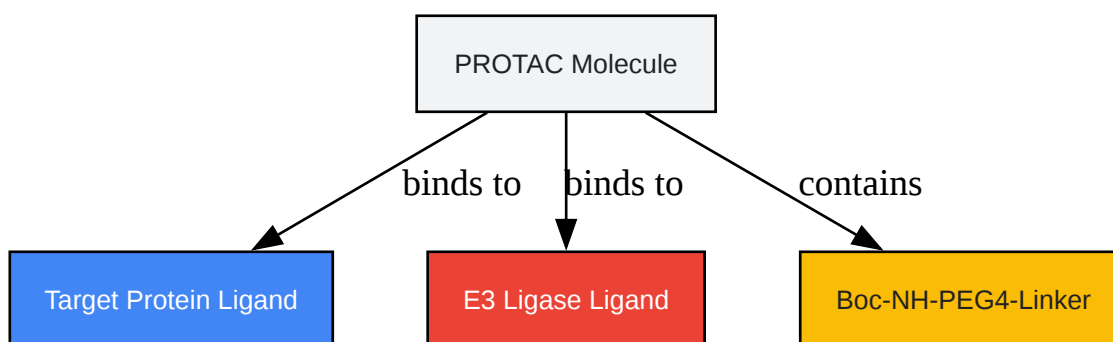 PROTAC Molecule
binds to
binds to
contains
Target Protein Ligand
E3 Ligase Ligand
Boc-NH-PEG4-Linker